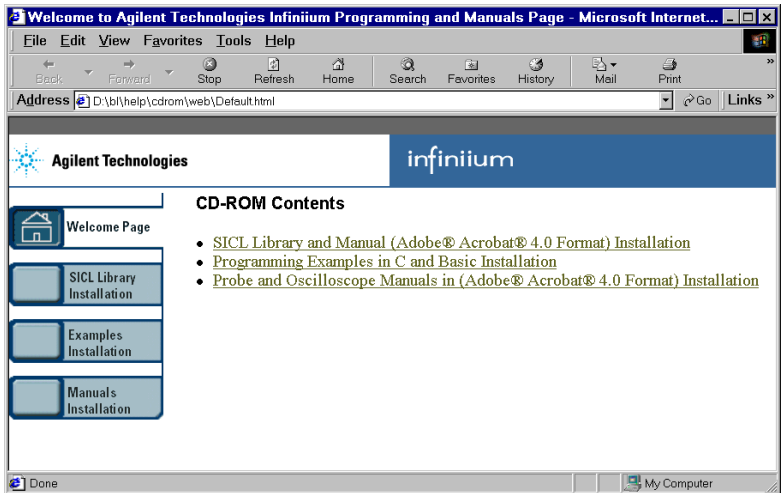 Welcome to Agilent Technologies Infiniium Programming and Manuals Page - Microsoft Internet...
File Edit View Favorites Tools Help
Back Forward Stop Refresh Home Search Favorites History Mail Print »
Address D:\bl\help\cdrom\web\Default.html Go Links »
Agilent Technologies infiniium
CD-ROM Contents
Welcome Page
• SICL Library and Manual (Adobe® Acrobat® 4.0 Format) Installation
• Programming Examples in C and Basic Installation
• Probe and Oscilloscope Manuals in (Adobe® Acrobat® 4.0 Format) Installation
SICL Library
Installation
Examples
Installation
Manuals
Installation
Done My Computer